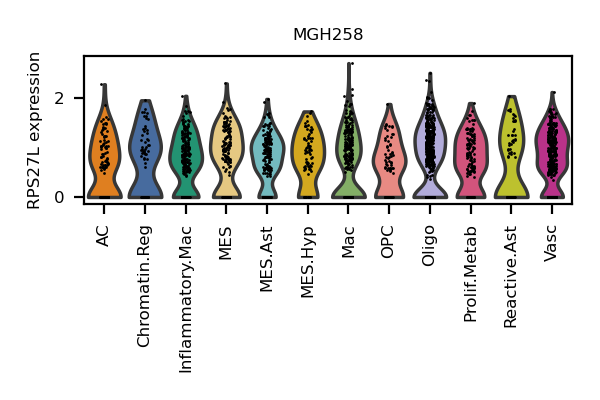 MGH258
RPS27L expression
2
0
AC
Chromatin.Reg
Inflammatory.Mac
MES
MES.Ast
MES.Hyp
Mac
OPC
Oligo
Prolif.Metab
Reactive.Ast
Vasc